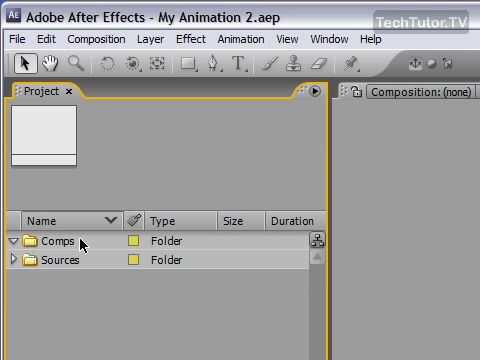 AE Adobe After Effects - My Animation 2.aep
TechTutor.TV
File Edit Composition Layer Effect Animation View Window Help
T
Project × Composition: (none)
Name Type Size Duration
Comps Folder
Sources Folder